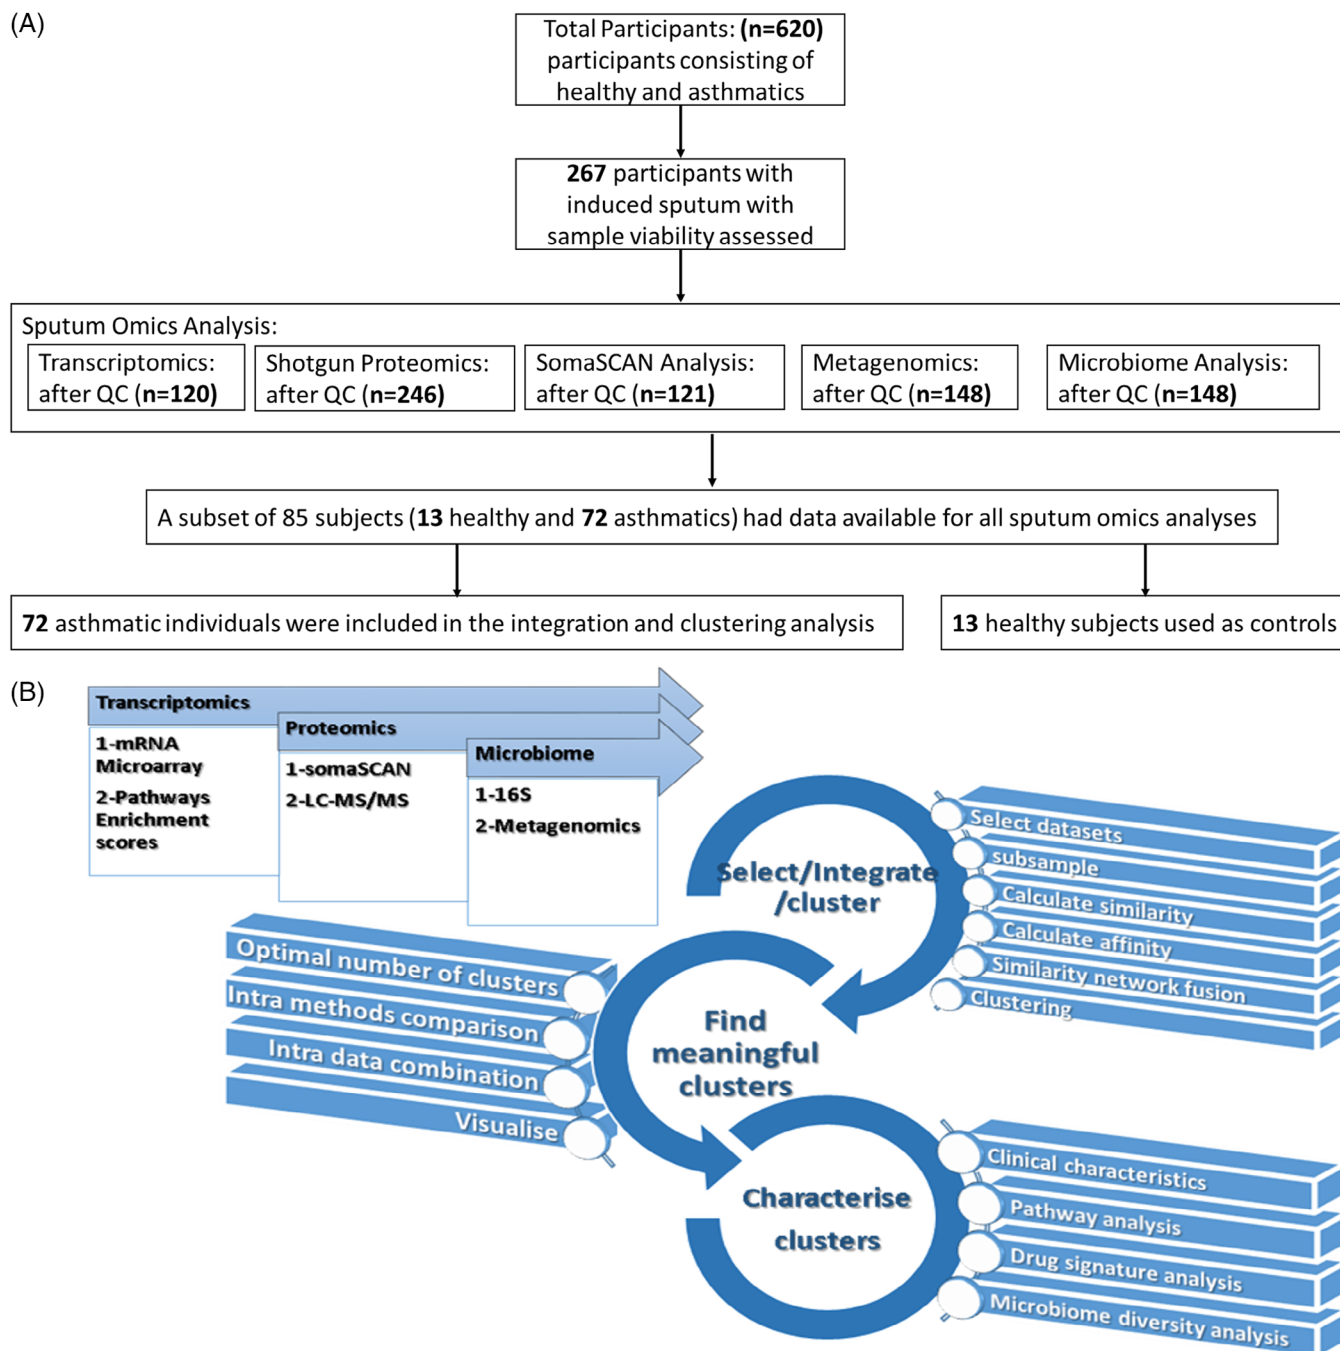 (A)
Total Participants: (n=620)
participants consisting of
healthy and asthmatics
267 participants with
induced sputum with
sample viability assessed
Sputum Omics Analysis:
Transcriptomics:
after QC (n=120)
Shotgun Proteomics:
after QC (n=246)
SomaSCAN Analysis:
after QC (n=121)
Metagenomics:
after QC (n=148)
Microbiome Analysis:
after QC (n=148)
A subset of 85 subjects (13 healthy and 72 asthmatics) had data available for all sputum omics analyses
72 asthmatic individuals were included in the integration and clustering analysis
13 healthy subjects used as controls
(B)
Transcriptomics
1-mRNA
Microarray
2-Pathways
Enrichment
scores
Proteomics
1-somaSCAN
2-LC-MS/MS
Microbiome
1-16S
2-Metagenomics
Select/Integrate
/cluster
Select datasets
subsample
Calculate similarity
Calculate affinity
Similarity network fusion
Clustering
Optimal number of clusters
Intra methods comparison
Intra data combination
Visualise
Find
meaningful
clusters
Characterise
clusters
Clinical characteristics
Pathway analysis
Drug signature analysis
Microbiome diversity analysis